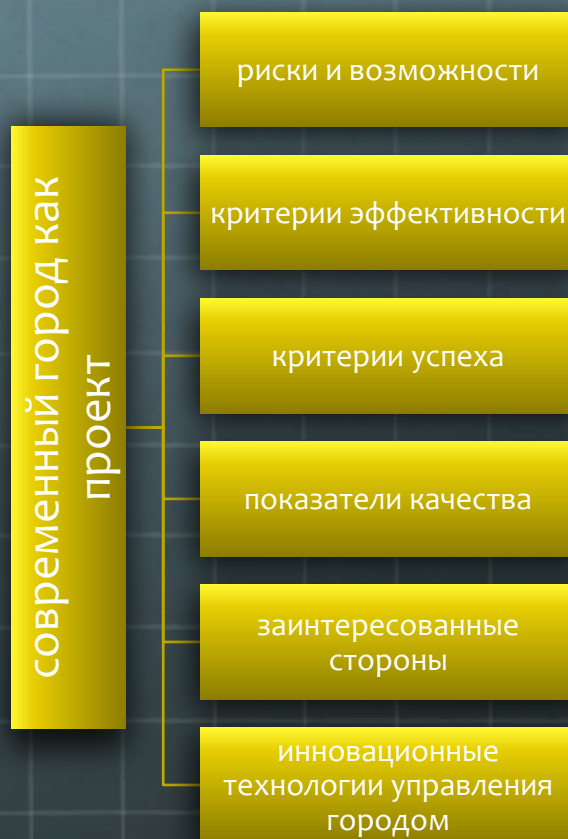 современный город как
проект
риски и возможности
критерии эффективности
критерии успеха
показатели качества
заинтересованные
стороны
инновационные
технологии управления
городом